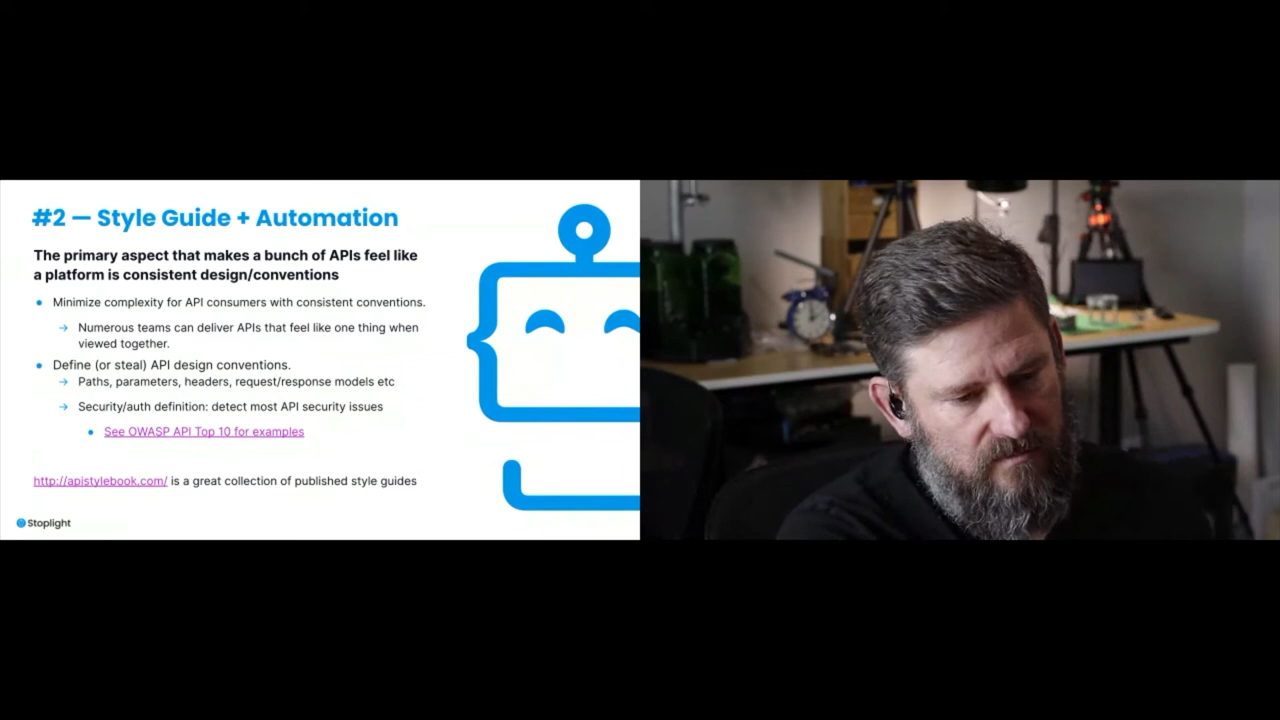 #2 — Style Guide + Automation
The primary aspect that makes a bunch of APIs feel like
a platform is consistent design/conventions
• Minimize complexity for API consumers with consistent conventions.
→ Numerous teams can deliver APIs that feel like one thing when
viewed together.
• Define (or steal) API design conventions.
→ Paths, parameters, headers, request/response models etc
→ Security/auth definition: detect most API security issues
• See OWASP API Top 10 for examples
http://apistylebook.com/ is a great collection of published style guides
Stoplight